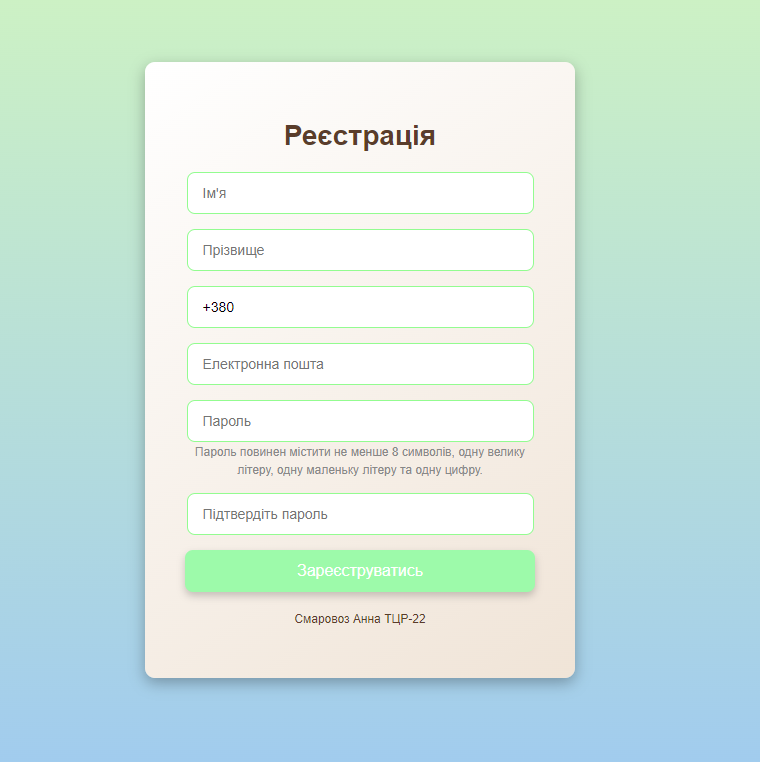 Реєстрація
Ім'я
Прізвище
+380
Електронна пошта
Пароль
Пароль повинен містити не менше 8 символів, одну велику
літеру, одну маленьку літеру та одну цифру.
Підтвердіть пароль
Зареєструватись
Смаровоз Анна ТЦР-22